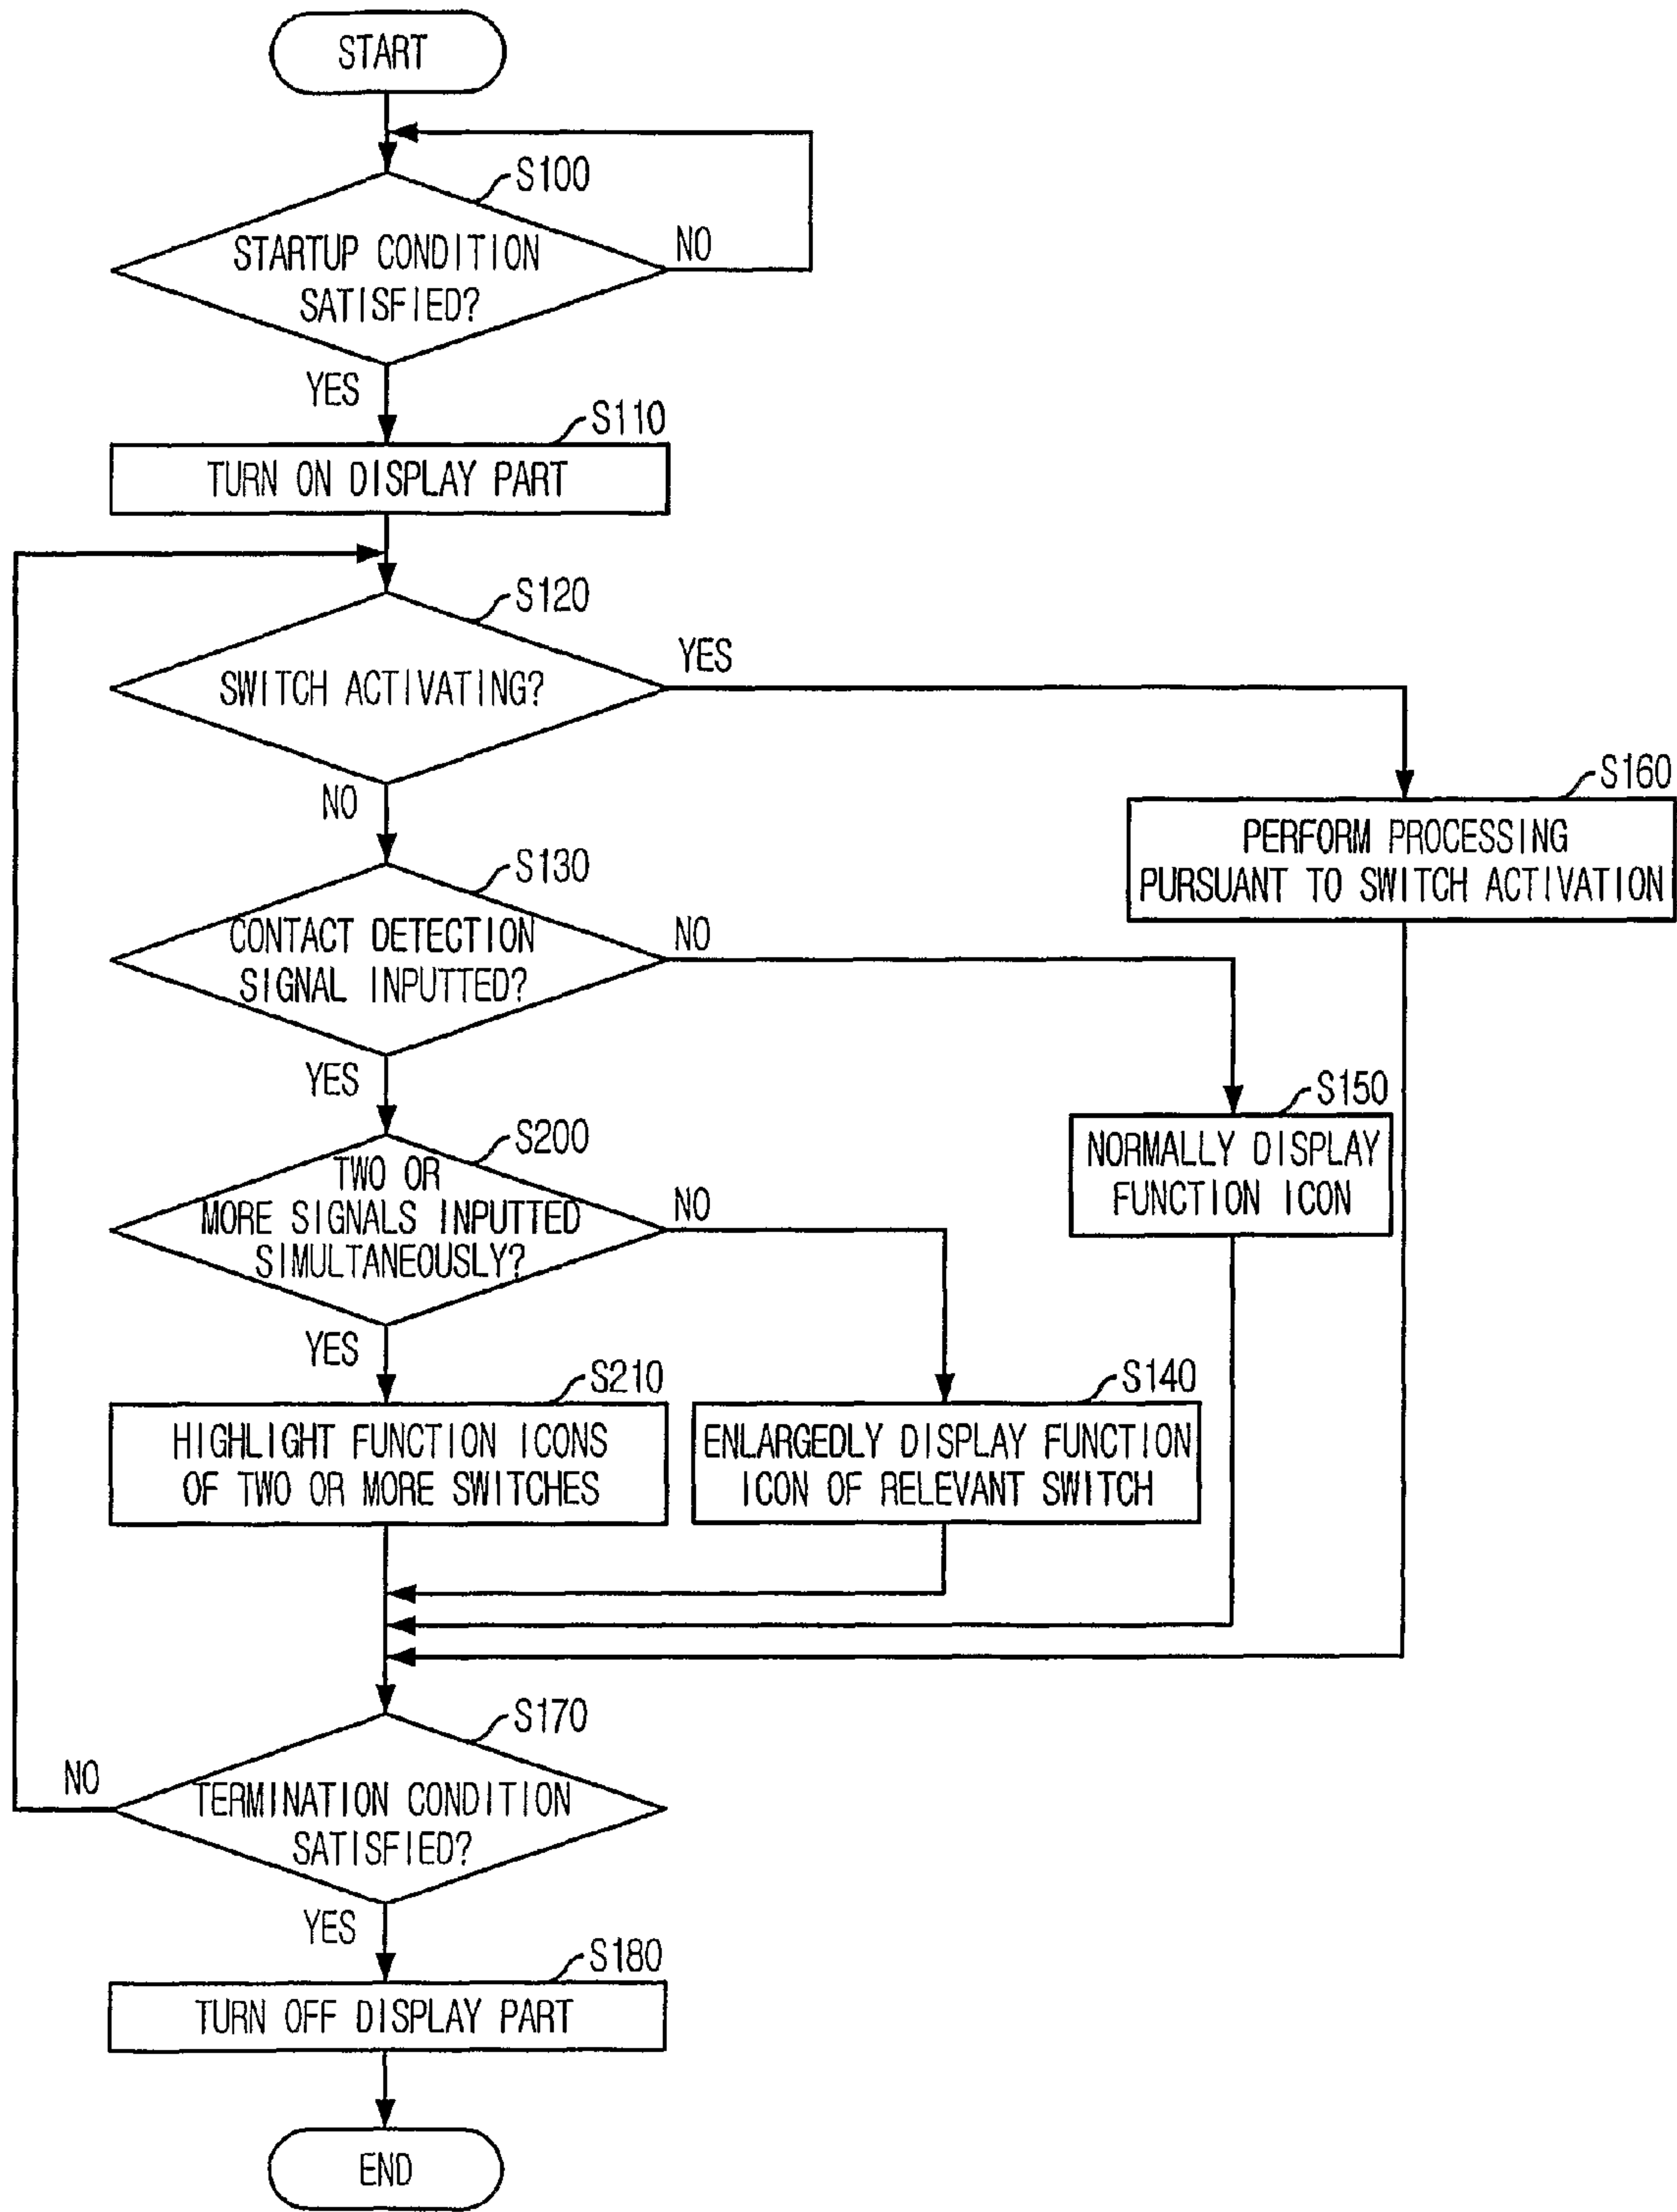 START
S100
STARTUP CONDITION
SATISFIED?
NO
YES
S110
TURN ON DISPLAY PART
S120
SWITCH ACTIVATING?
YES
NO
S160
PERFORM PROCESSING
PURSUANT TO SWITCH ACTIVATION
S130
CONTACT DETECTION
SIGNAL INPUTTED?
NO
YES
S150
NORMALLY DISPLAY
FUNCTION ICON
S200
TWO OR
MORE SIGNALS INPUTTED
SIMULTANEOUSLY?
NO
YES
S210
HIGHLIGHT FUNCTION ICONS
OF TWO OR MORE SWITCHES
S140
ENLARGEDLY DISPLAY FUNCTION
ICON OF RELEVANT SWITCH
S170
TERMINATION CONDITION
SATISFIED?
NO
YES
S180
TURN OFF DISPLAY PART
END